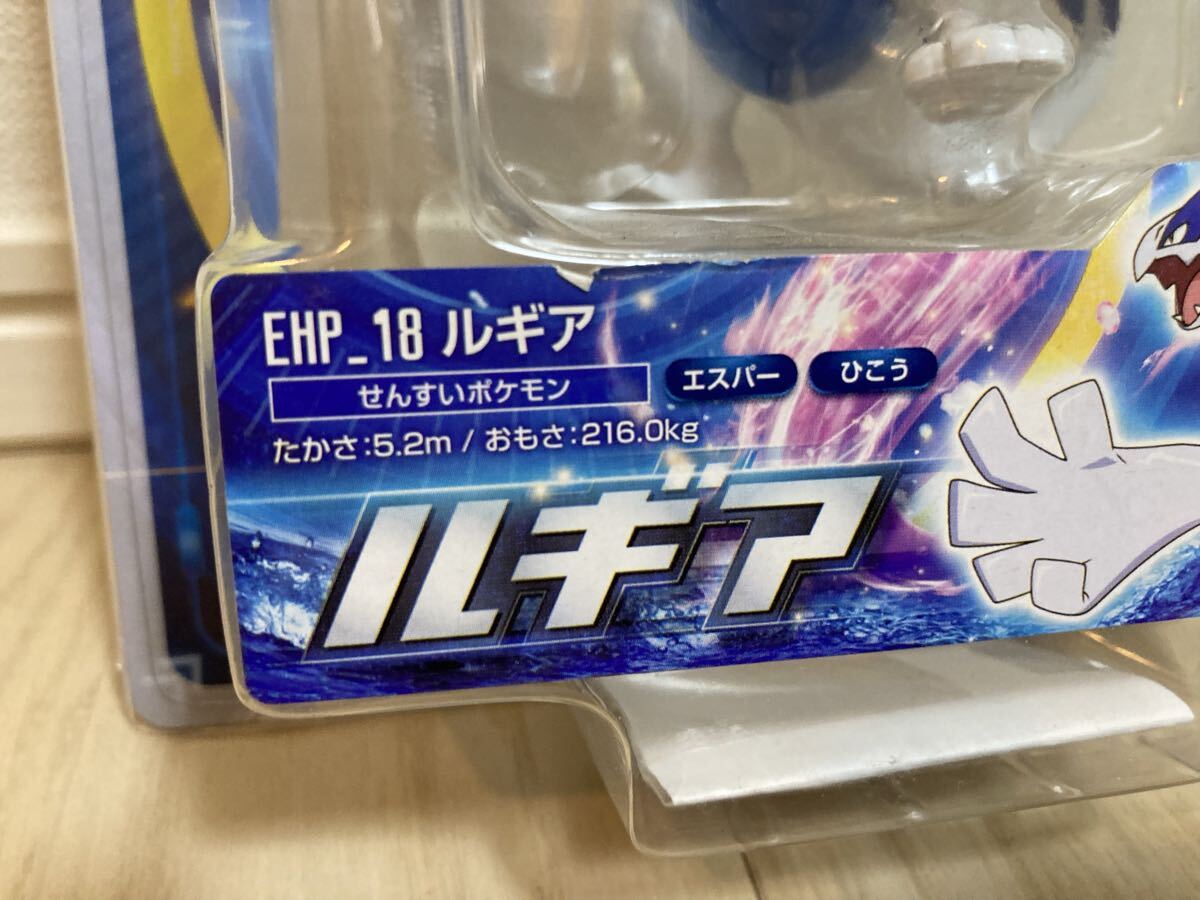 EHP_18 ルギア
せんすいポケモン
エスパー ひこう
たかさ:5.2m / おもさ:216.0kg
ルギア